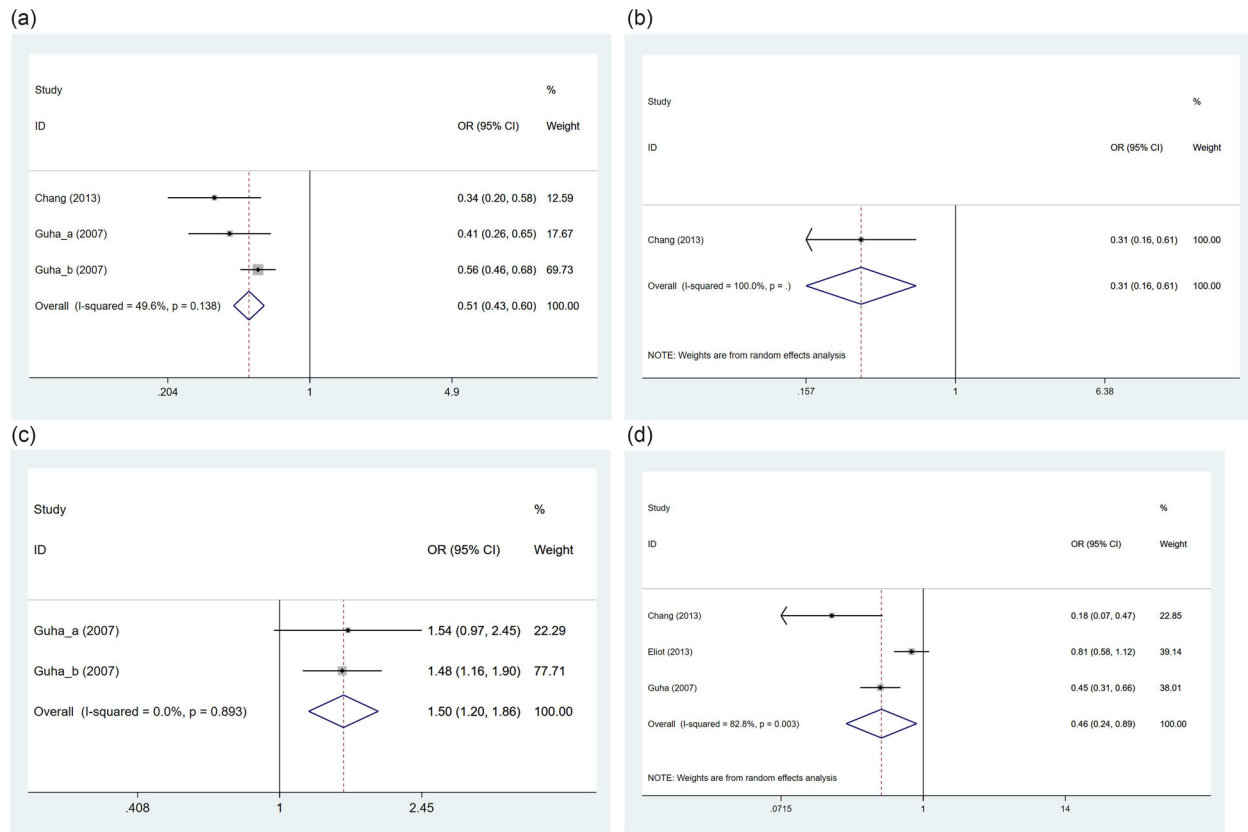 (a)
Study %
ID OR (95% CI) Weight
Chang (2013) 0.34 (0.20, 0.58) 12.59
Guha_a (2007) 0.41 (0.26, 0.65) 17.67
Guha_b (2007) 0.56 (0.46, 0.68) 69.73
Overall (I-squared = 49.6%, p = 0.138) 0.51 (0.43, 0.60) 100.00
.204 1 4.9
(b)
Study %
ID OR (95% CI) Weight
Chang (2013) 0.31 (0.16, 0.61) 100.00
Overall (I-squared = 100.0%, p = .) 0.31 (0.16, 0.61) 100.00
NOTE: Weights are from random effects analysis
.157 1 6.38
(c)
Study %
ID OR (95% CI) Weight
Guha_a (2007) 1.54 (0.97, 2.45) 22.29
Guha_b (2007) 1.48 (1.16, 1.90) 77.71
Overall (I-squared = 0.0%, p = 0.893) 1.50 (1.20, 1.86) 100.00
.408 1 2.45
(d)
Study %
ID OR (95% CI) Weight
Chang (2013) 0.18 (0.07, 0.47) 22.85
Eliot (2013) 0.81 (0.58, 1.12) 39.14
Guha (2007) 0.45 (0.31, 0.66) 38.01
Overall (I-squared = 82.8%, p = 0.003) 0.46 (0.24, 0.89) 100.00
NOTE: Weights are from random effects analysis
.0715 1 14